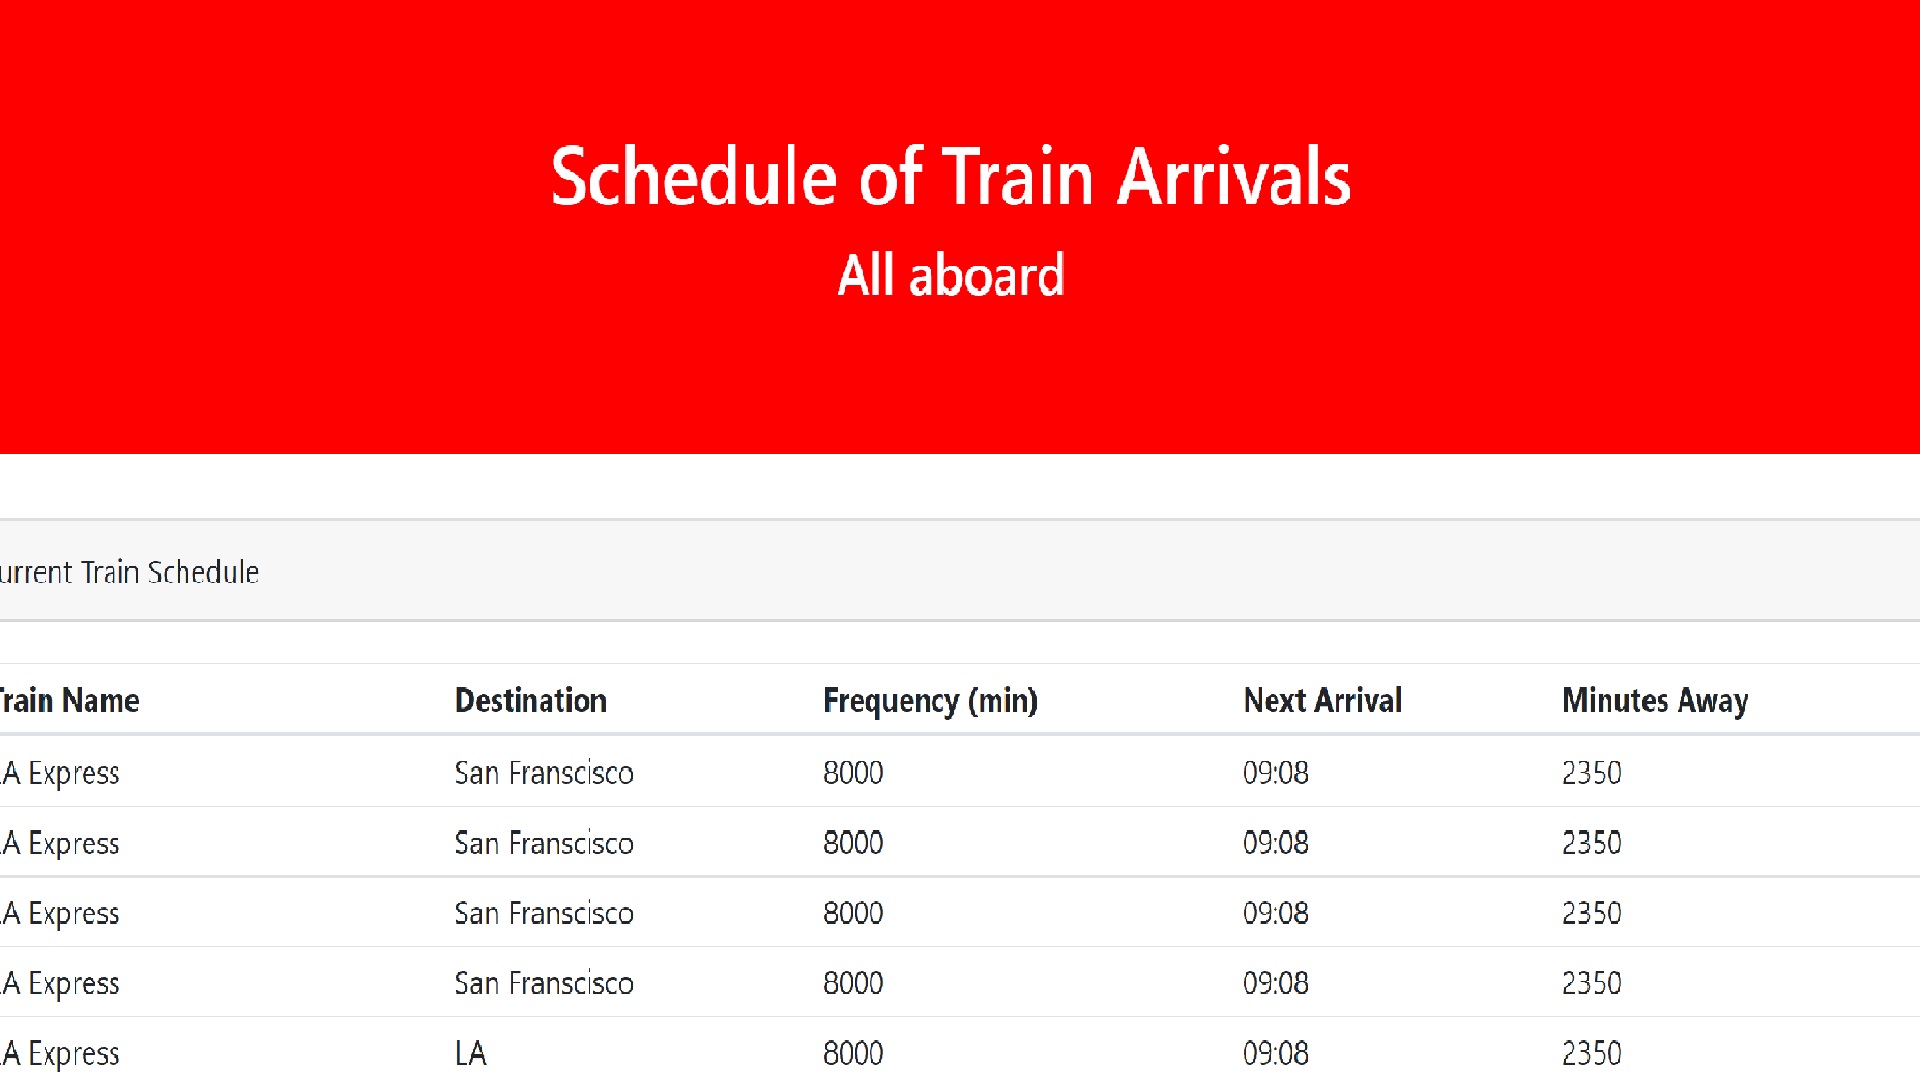 Schedule of Train Arrivals
All aboard
urrent Train Schedule
Train Name Destination Frequency (min) Next Arrival Minutes Away
A Express San Franscisco 8000 09:08 2350
A Express San Franscisco 8000 09:08 2350
A Express San Franscisco 8000 09:08 2350
A Express San Franscisco 8000 09:08 2350
A Express LA 8000 09:08 2350